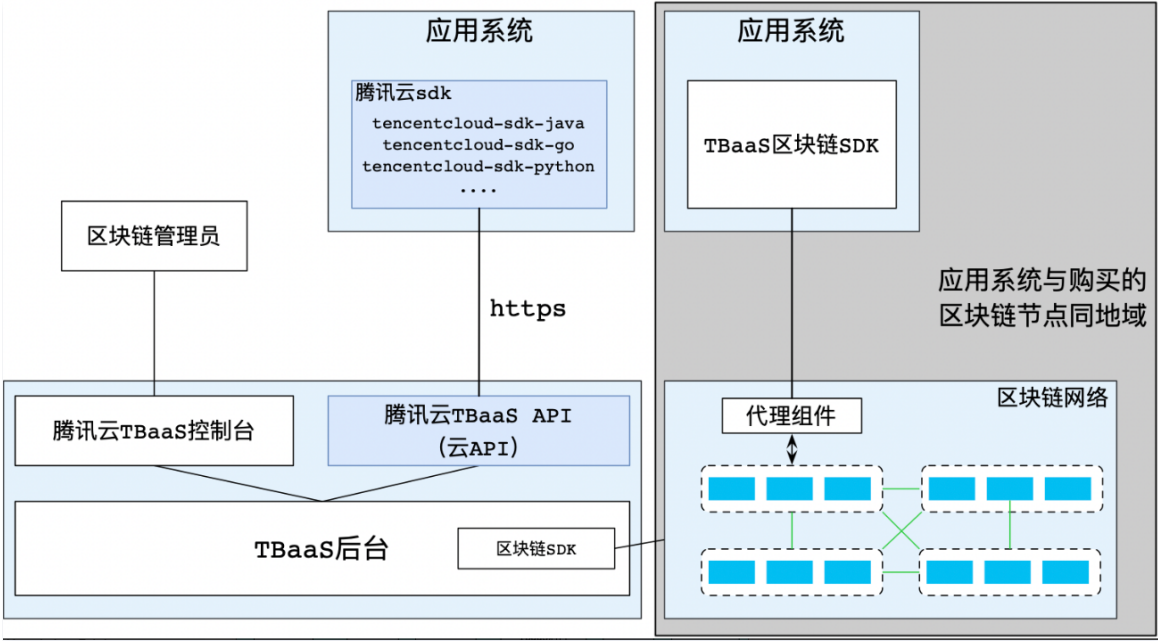 应用系统
腾讯云sdk
tencentcloud-sdk-java
tencentcloud-sdk-go
tencentcloud-sdk-python
....
应用系统
TBaaS区块链SDK
区块链管理员
https
应用系统与购买的
区块链节点同地域
腾讯云TBaaS控制台
腾讯云TBaaS API
（云API）
TBaaS后台
区块链SDK
区块链网络
代理组件